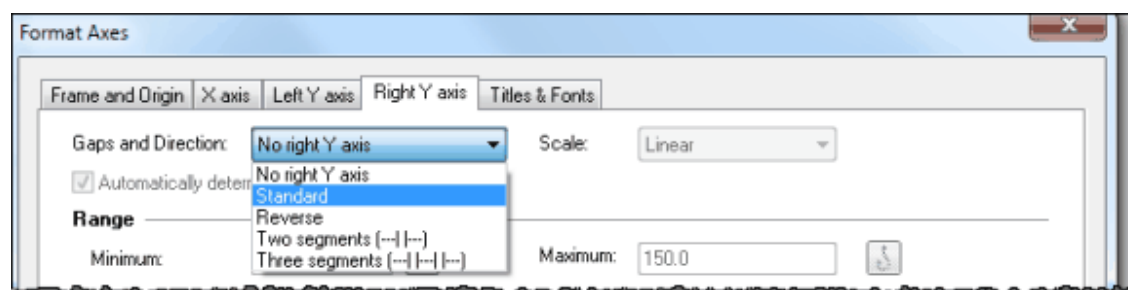 Format Axes
Frame and Origin X axis Left Y axis Right Y axis Titles & Fonts
Gaps and Direction: No right Y axis Scale: Linear
No right Y axis
Automatically deter
Standard
Reverse
Range
Two segments (---| |---)
Three segments (---| |---| |---)
Minimum: Maximum: 150.0